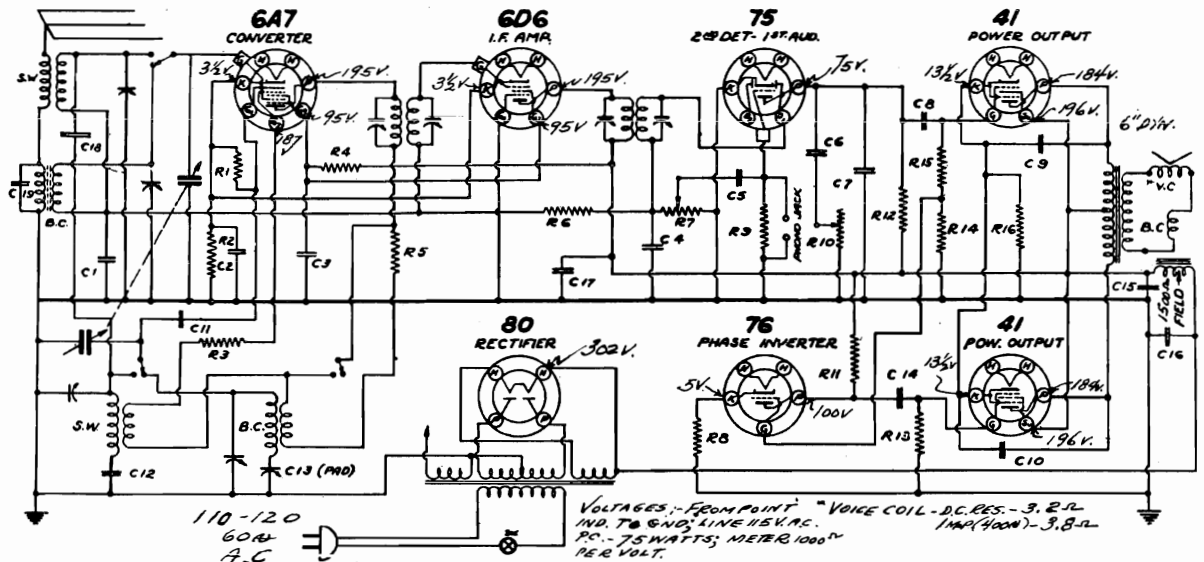 6A7
CONVERTER
6D6
I.F. AMP.
75
2ND DET- 1ST. AUD.
41
POWER OUTPUT
3½V
195V.
95V.
187V
3½V
195V.
95V
75V.
13½V
184V.
196V.
6" DYN.
S.W.
C18
C19
B.C.
C1
R1
R2
C2
R4
C3
R5
R6
C17
C4
R7
C5
R9
PHONO JACK
C6
R10
C7
R12
C8
R15
R14
R16
C9
V.C
B.C
C15
1500Ω
FIELD
C16
C11
R3
S.W.
B.C.
C12
C13 (PAD)
80
RECTIFIER
302V.
76
PHASE INVERTER
5V.
100V
R8
R11
C14
R13
41
POW. OUTPUT
13½V
184V.
196V.
C10
110-120
60~
A.C
VOLTAGES:- FROM POINT
IND. TO GND; LINE 115V. A.C.
P.C. - 75 WATTS; METER 1000Ω
PER VOLT.
"VOICE COIL - D.C. RES. - 3.2Ω
IMP (400~) - 3.8Ω